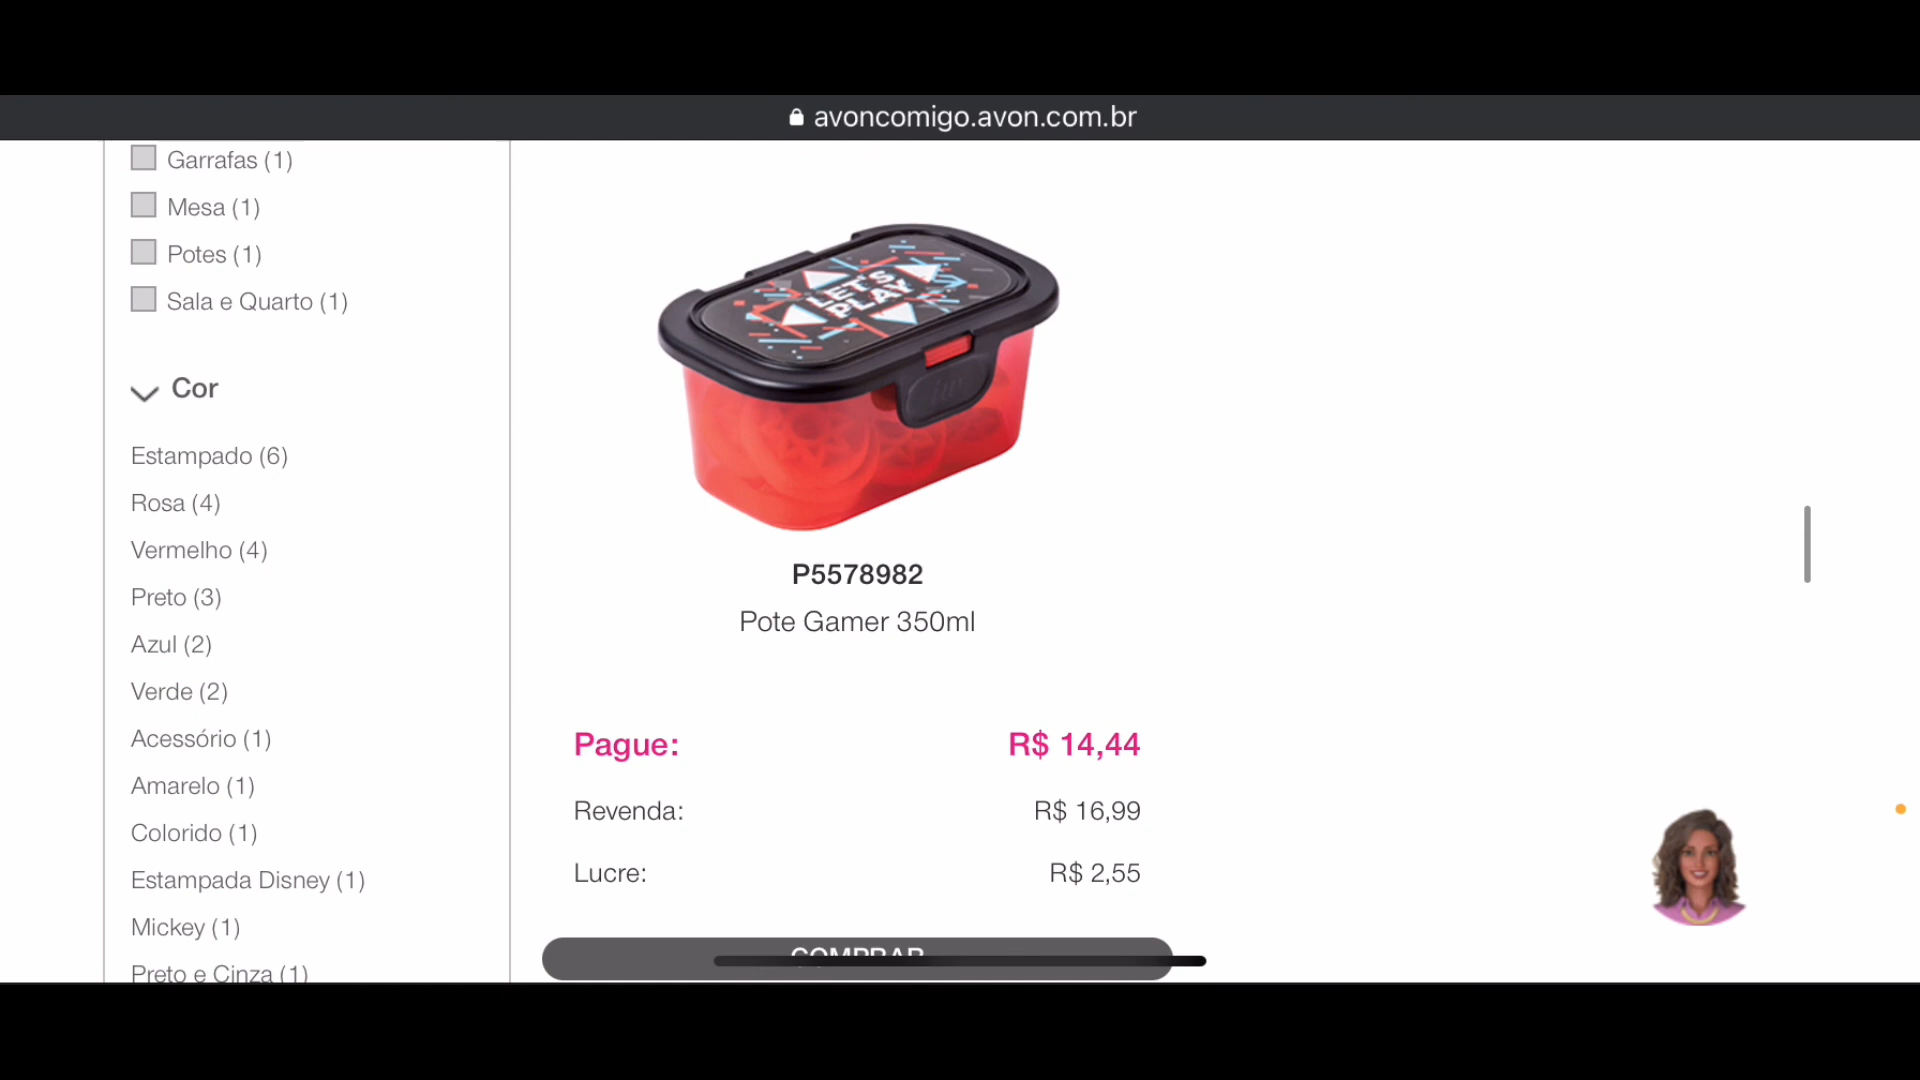 avoncomigo.avon.com.br
Garrafas (1)
Mesa (1)
Potes (1)
Sala e Quarto (1)
Cor
Estampado (6)
Rosa (4)
Vermelho (4)
Preto (3)
Azul (2)
Verde (2)
Acessório (1)
Amarelo (1)
Colorido (1)
Estampada Disney (1)
Mickey (1)
Preto e Cinza (1)
LET'S
PLAY
P5578982
Pote Gamer 350ml
Pague: R$ 14,44
Revenda: R$ 16,99
Lucre: R$ 2,55
COMPRAR